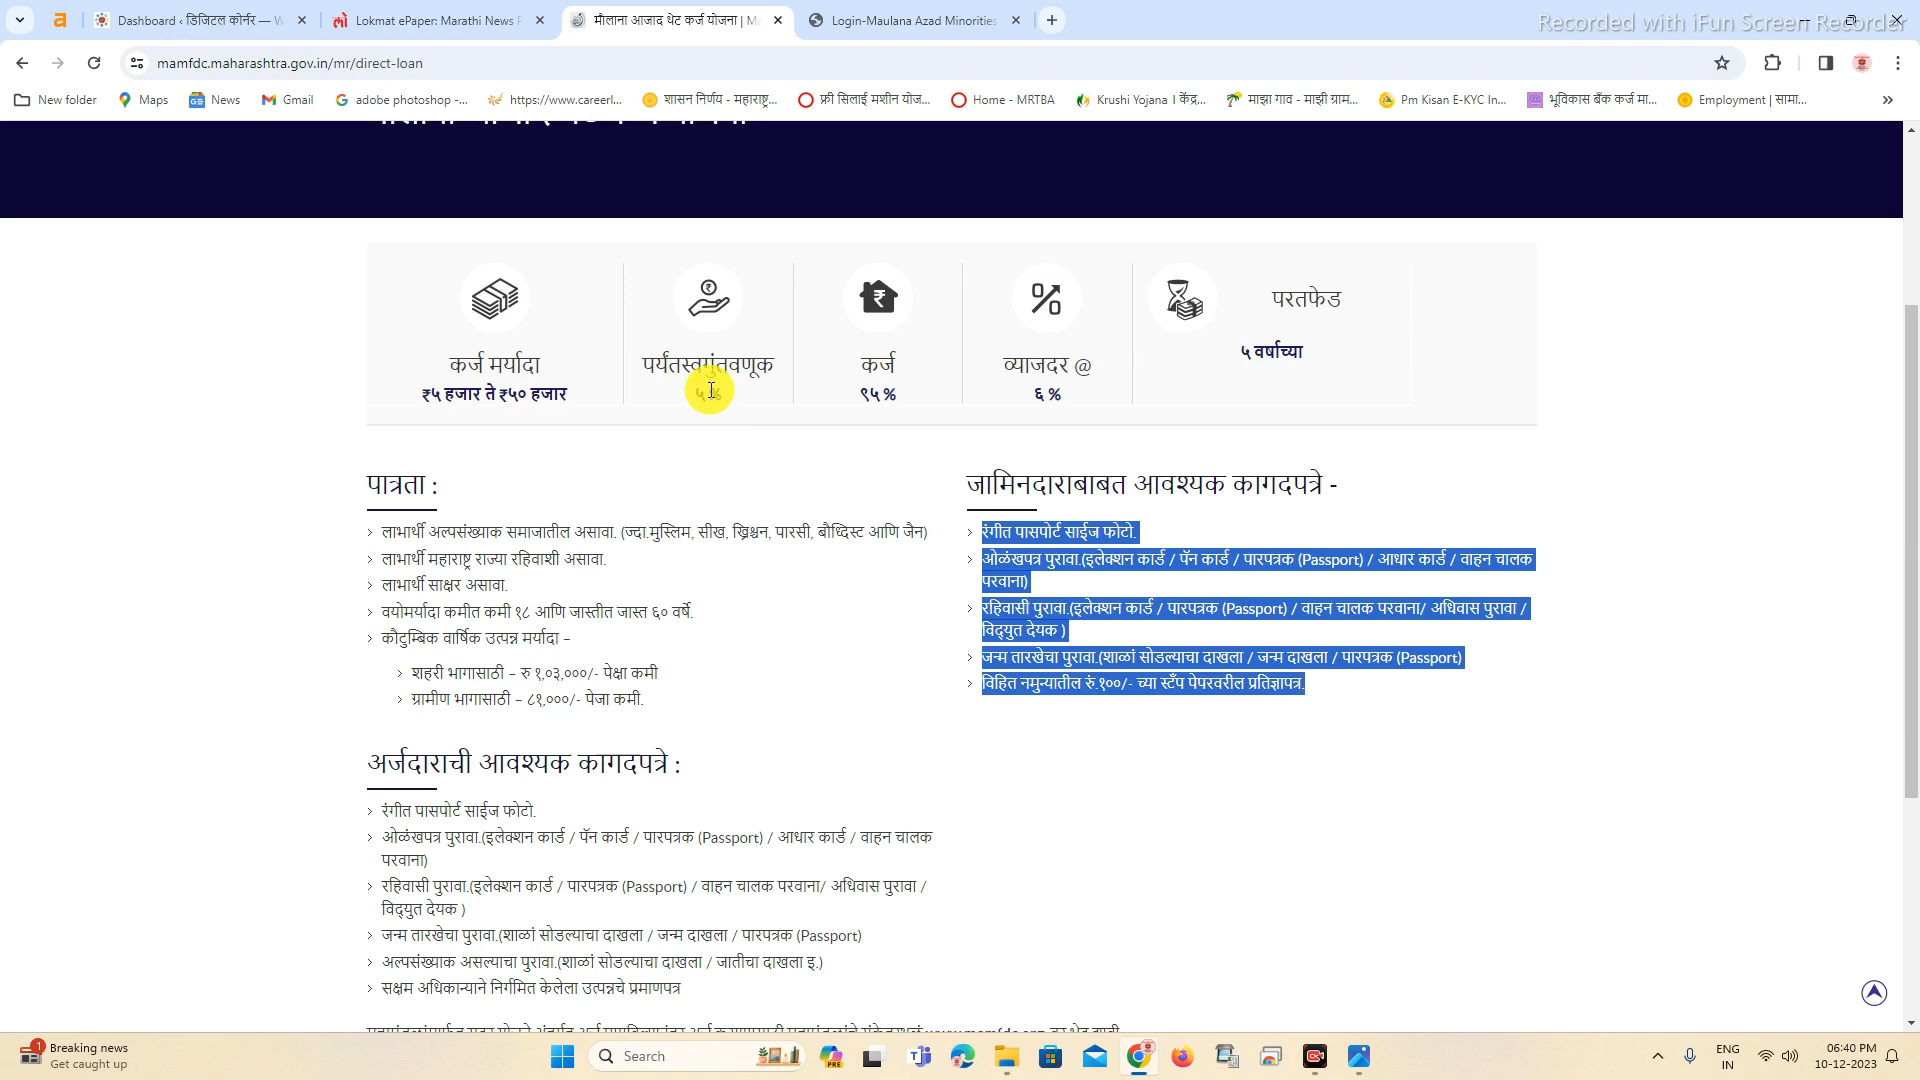 Dashboard ‹ डिजिटल कोर्नर — W
Lokmat ePaper: Marathi News P
मौलाना आजाद थेट कर्ज योजना | Ma
Login-Maulana Azad Minorities
Recorded with iFun Screen Recorder
mamfdc.maharashtra.gov.in/mr/direct-loan
New folder
Maps
News
Gmail
adobe photoshop -...
https://www.careerl...
शासन निर्णय - महाराष्ट्र...
फ्री सिलाई मशीन योज...
Home - MRTBA
Krushi Yojana । केंद्र...
माझा गाव - माझी ग्राम...
Pm Kisan E-KYC In...
भूविकास बँक कर्ज मा...
Employment | सामा...
कर्ज मर्यादा
₹५ हजार ते ₹५० हजार
पर्यंतस्वगुंतवणूक
५ %
कर्ज
९५ %
व्याजदर @
६ %
परतफेड
५ वर्षाच्या
पात्रता :
लाभार्थी अल्पसंख्याक समाजातील असावा. (ज्दा.मुस्लिम, सीख, ख्रिश्चन, पारसी, बौध्दिस्ट आणि जैन)
लाभार्थी महाराष्ट्र राज्या रहिवाशी असावा.
लाभार्थी साक्षर असावा.
वयोमर्यादा कमीत कमी १८ आणि जास्तीत जास्त ६० वर्षे.
कौटुम्बिक वार्षिक उत्पन्न मर्यादा –
शहरी भागासाठी – रु १,०३,०००/- पेक्षा कमी
ग्रामीण भागासाठी – ८१,०००/- पेजा कमी.
जामिनदाराबाबत आवश्यक कागदपत्रे -
रंगीत पासपोर्ट साईज फोटो.
ओळंखपत्र पुरावा.(इलेक्शन कार्ड / पॅन कार्ड / पारपत्रक (Passport) / आधार कार्ड / वाहन चालक
परवाना)
रहिवासी पुरावा.(इलेक्शन कार्ड / पारपत्रक (Passport) / वाहन चालक परवाना/ अधिवास पुरावा /
विद्युत देयक )
जन्म तारखेचा पुरावा.(शाळां सोडल्याचा दाखला / जन्म दाखला / पारपत्रक (Passport)
विहित नमुन्यातील रुं.१००/- च्या स्टॅंप पेपरवरील प्रतिज्ञापत्र.
अर्जदाराची आवश्यक कागदपत्रे :
रंगीत पासपोर्ट साईज फोटो.
ओळंखपत्र पुरावा.(इलेक्शन कार्ड / पॅन कार्ड / पारपत्रक (Passport) / आधार कार्ड / वाहन चालक
परवाना)
रहिवासी पुरावा.(इलेक्शन कार्ड / पारपत्रक (Passport) / वाहन चालक परवाना/ अधिवास पुरावा /
विद्युत देयक )
जन्म तारखेचा पुरावा.(शाळां सोडल्याचा दाखला / जन्म दाखला / पारपत्रक (Passport)
अल्पसंख्याक असल्याचा पुरावा.(शाळां सोडल्याचा दाखला / जातीचा दाखला इ.)
सक्षम अधिकाऱ्याने निर्गमित केलेला उत्पन्नचे प्रमाणपत्र
Breaking news
Get caught up
Search
ENG
IN
06:40 PM
10-12-2023